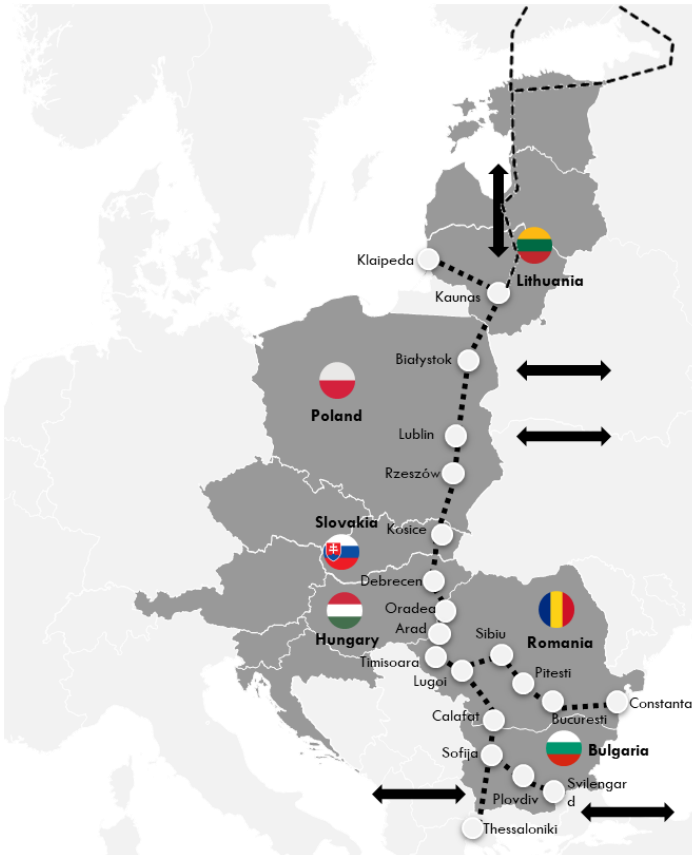 Klaipeda
Lithuania
Kaunas
Białystok
Poland
Lublin
Rzeszów
Slovakia
Kosice
Debrecen
Oradea
Hungary
Arad
Sibiu
Romania
Timisoara
Lugoi
Pitesti
Constanta
Bucuresti
Calafat
Sofija
Bulgaria
Plovdiv
Svilengar
d
Thessaloniki